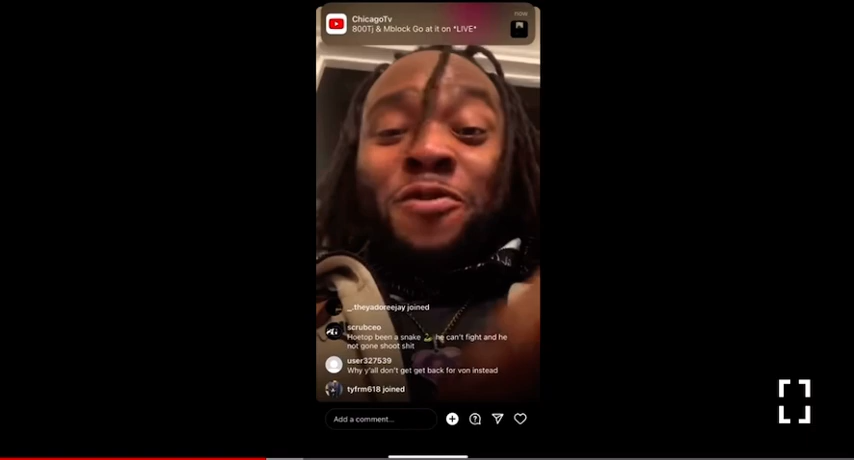 ChicagoTv
now
800Tj & Mblock Go at it on *LIVE*
_.theyadoreejay joined
scrubceo
Hoetop been a snake 🐍 he can't fight and he
not gone shoot shit
user327539
Why y'all don't get get back for von instead
tyfrm618 joined
Add a comment...